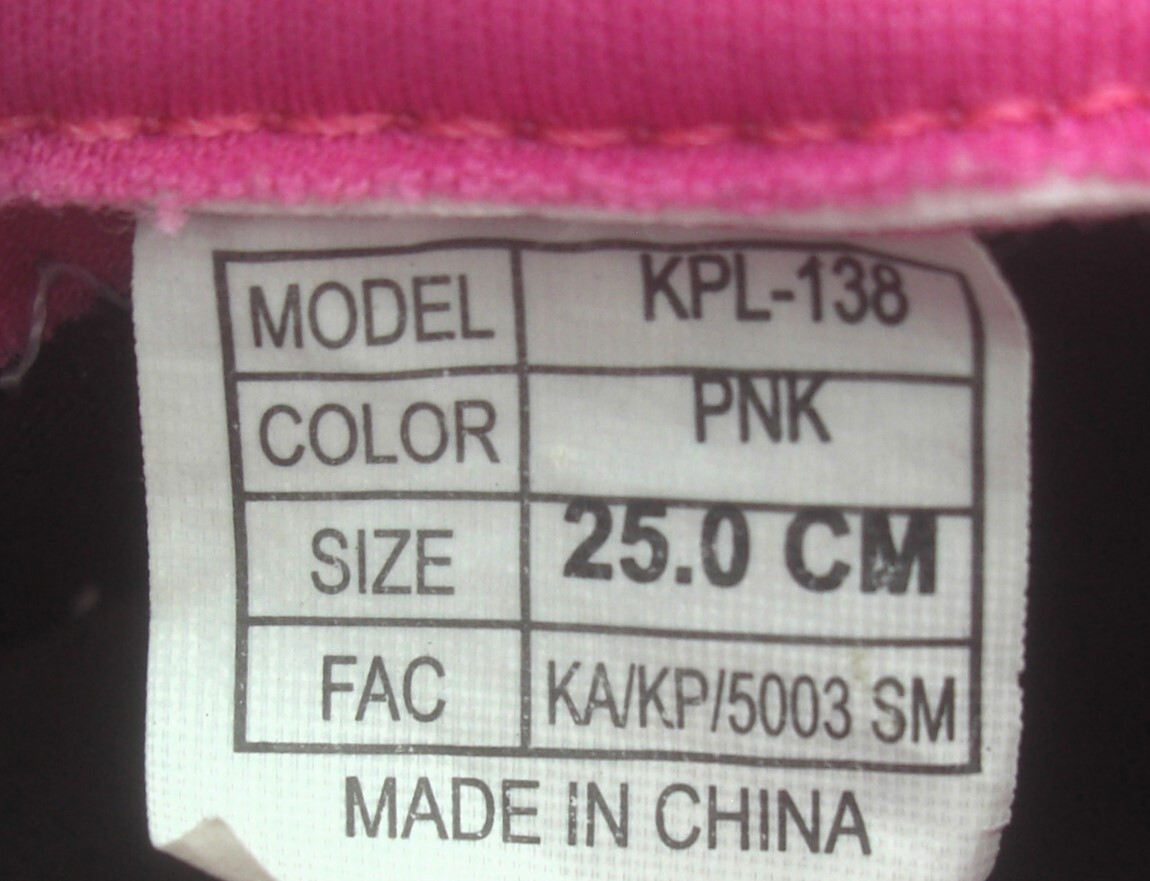 MODEL KPL-138
COLOR PNK
SIZE 25.0 CM
FAC KA/KP/5003 SM
MADE IN CHINA